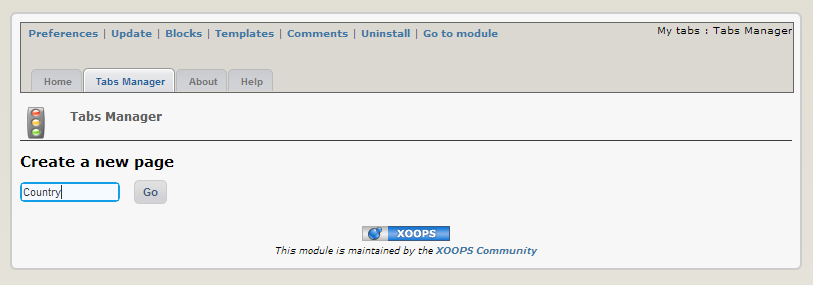 Preferences | Update | Blocks | Templates | Comments | Uninstall | Go to module
My tabs : Tabs Manager
Home
Tabs Manager
About
Help
Tabs Manager
Create a new page
Country
Go
XOOPS
This module is maintained by the XOOPS Community